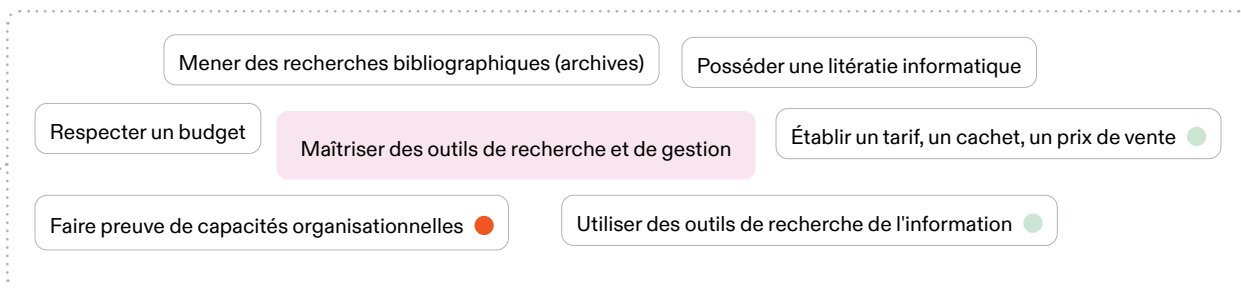 Mener des recherches bibliographiques (archives)
Posséder une litératie informatique
Respecter un budget
Maîtriser des outils de recherche et de gestion
Établir un tarif, un cachet, un prix de vente
Faire preuve de capacités organisationnelles
Utiliser des outils de recherche de l'information